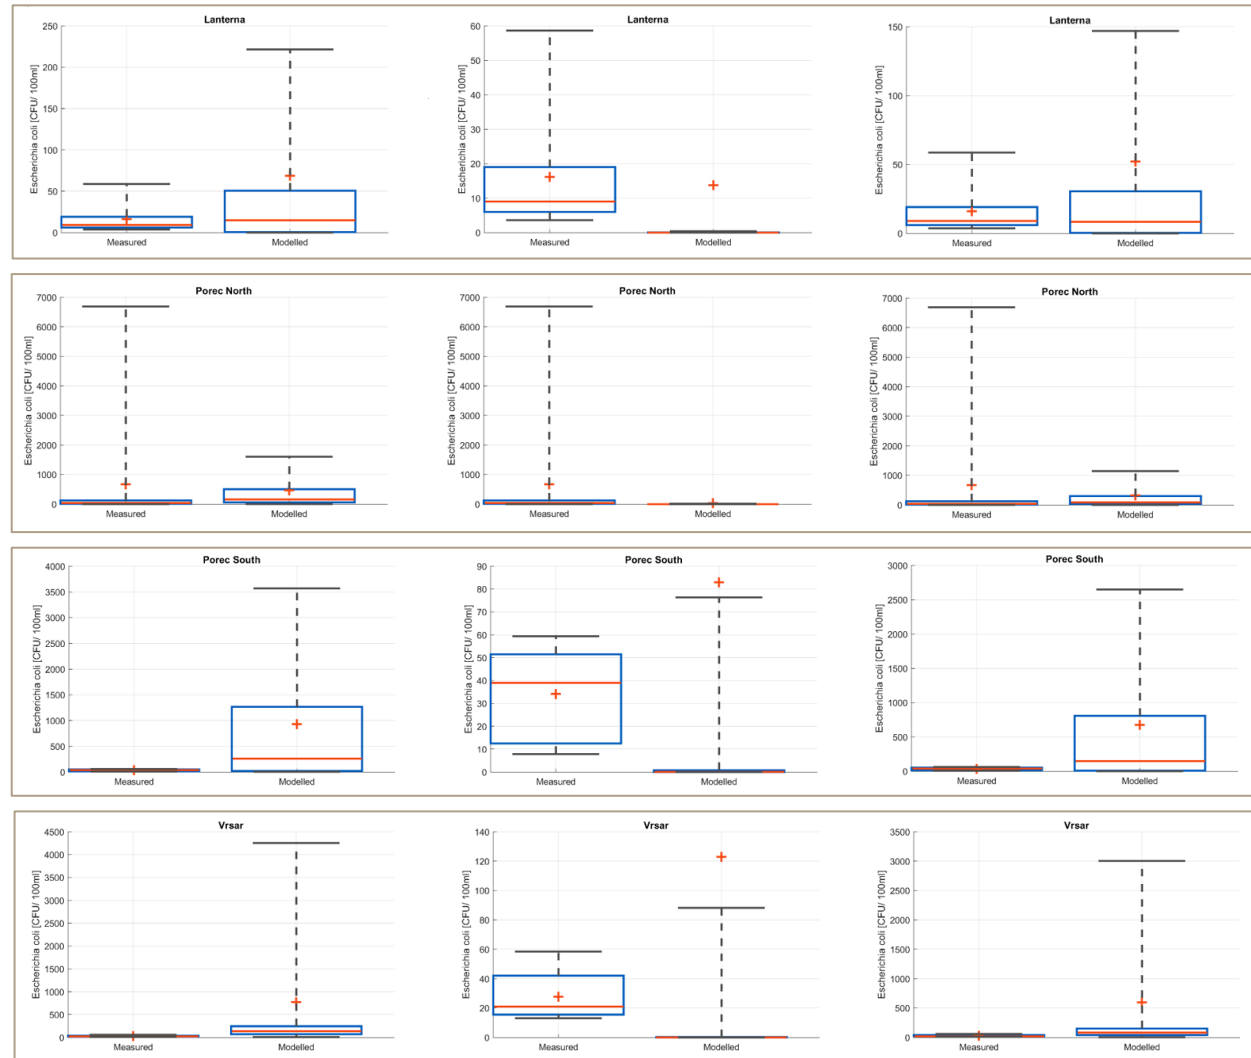 Lanterna
Escherichia coli [CFU/ 100ml]
250
200
150
100
50
0
Measured
Modelled
Lanterna
Escherichia coli [CFU/ 100ml]
60
50
40
30
20
10
0
Measured
Modelled
Lanterna
Escherichia coli [CFU/ 100ml]
150
100
50
0
Measured
Modelled
Porec North
Escherichia coli [CFU/ 100ml]
7000
6000
5000
4000
3000
2000
1000
0
Measured
Modelled
Porec North
Escherichia coli [CFU/ 100ml]
7000
6000
5000
4000
3000
2000
1000
0
Measured
Modelled
Porec North
Escherichia coli [CFU/ 100ml]
7000
6000
5000
4000
3000
2000
1000
0
Measured
Modelled
Porec South
Escherichia coli [CFU/ 100ml]
4000
3500
3000
2500
2000
1500
1000
500
0
Measured
Modelled
Porec South
Escherichia coli [CFU/ 100ml]
90
80
70
60
50
40
30
20
10
0
Measured
Modelled
Porec South
Escherichia coli [CFU/ 100ml]
3000
2500
2000
1500
1000
500
0
Measured
Modelled
Vrsar
Escherichia coli [CFU/ 100ml]
4500
4000
3500
3000
2500
2000
1500
1000
500
0
Measured
Modelled
Vrsar
Escherichia coli [CFU/ 100ml]
140
120
100
80
60
40
20
0
Measured
Modelled
Vrsar
Escherichia coli [CFU/ 100ml]
3500
3000
2500
2000
1500
1000
500
0
Measured
Modelled